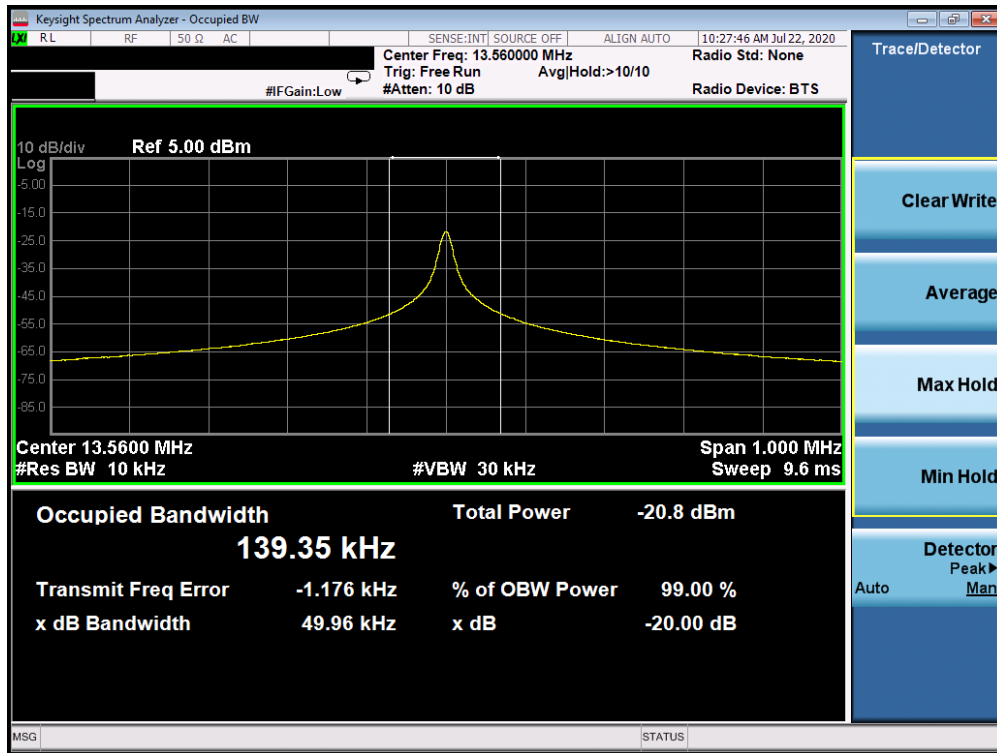 Keysight Spectrum Analyzer - Occupied BW
LXI RL RF 50 Ω AC SENSE:INT SOURCE OFF ALIGN AUTO 10:27:46 AM Jul 22, 2020
Center Freq: 13.560000 MHz Radio Std: None
Trig: Free Run Avg|Hold:>10/10
#IFGain:Low #Atten: 10 dB Radio Device: BTS
10 dB/div Ref 5.00 dBm
Log
-5.00
-15.0
-25.0
-35.0
-45.0
-55.0
-65.0
-75.0
-85.0
Center 13.5600 MHz Span 1.000 MHz
#Res BW 10 kHz #VBW 30 kHz Sweep 9.6 ms
Occupied Bandwidth Total Power -20.8 dBm
139.35 kHz
Transmit Freq Error -1.176 kHz % of OBW Power 99.00 %
x dB Bandwidth 49.96 kHz x dB -20.00 dB
MSG STATUS
Trace/Detector
Clear Write
Average
Max Hold
Min Hold
Detector
Peak▶
Auto Man